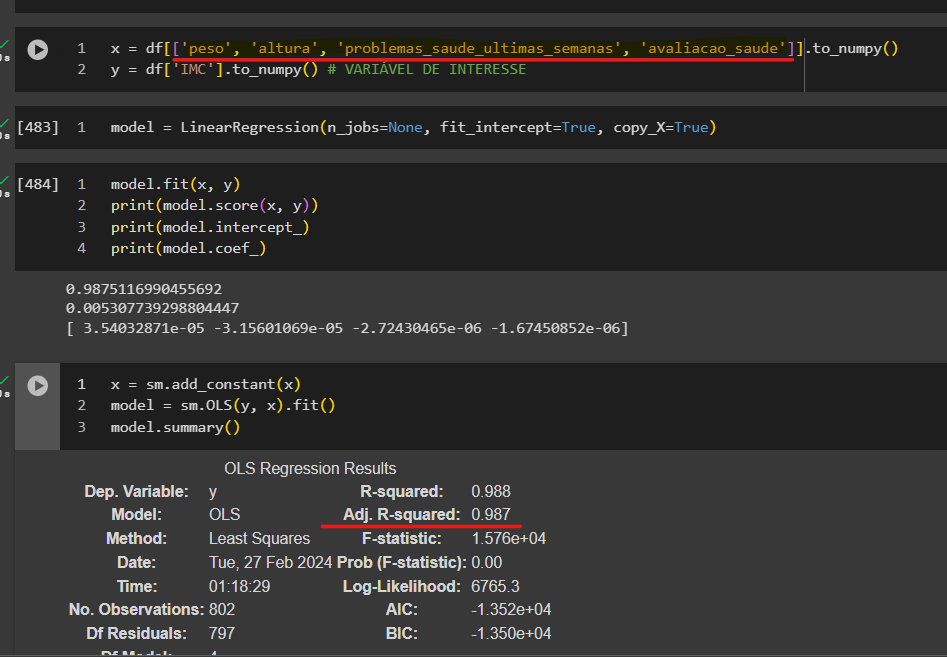 1 x = df[['peso', 'altura', 'problemas_saude_ultimas_semanas', 'avaliacao_saude']].to_numpy()
2 y = df['IMC'].to_numpy() # VARIÁVEL DE INTERESSE
[483] 1 model = LinearRegression(n_jobs=None, fit_intercept=True, copy_X=True)
[484] 1 model.fit(x, y)
2 print(model.score(x, y))
3 print(model.intercept_)
4 print(model.coef_)
0.9875116990455692
0.005307739298804447
[ 3.54032871e-05 -3.15601069e-05 -2.72430465e-06 -1.67450852e-06]
1 x = sm.add_constant(x)
2 model = sm.OLS(y, x).fit()
3 model.summary()
OLS Regression Results
Dep. Variable: y R-squared: 0.988
Model: OLS Adj. R-squared: 0.987
Method: Least Squares F-statistic: 1.576e+04
Date: Tue, 27 Feb 2024 Prob (F-statistic): 0.00
Time: 01:18:29 Log-Likelihood: 6765.3
No. Observations: 802 AIC: -1.352e+04
Df Residuals: 797 BIC: -1.350e+04
Df Model: 4